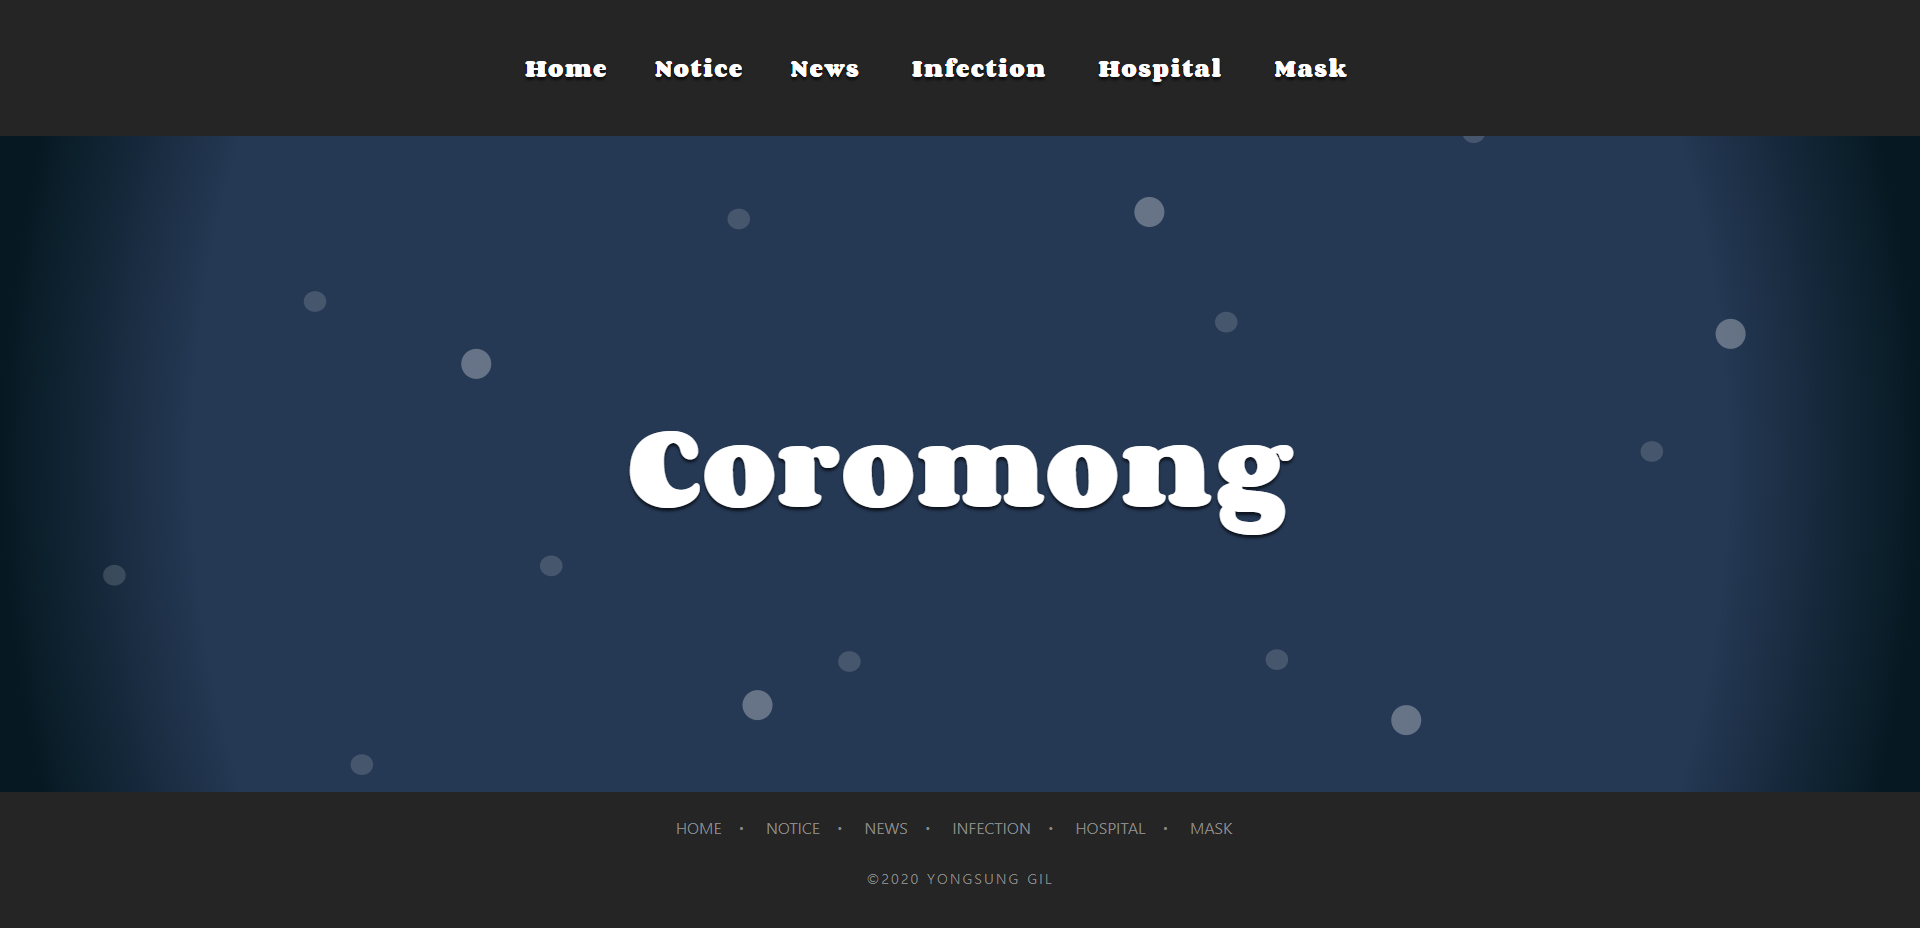 Home Notice News Infection Hospital Mask
Coromong
HOME • NOTICE • NEWS • INFECTION • HOSPITAL • MASK
©2020 YONGSUNG GIL